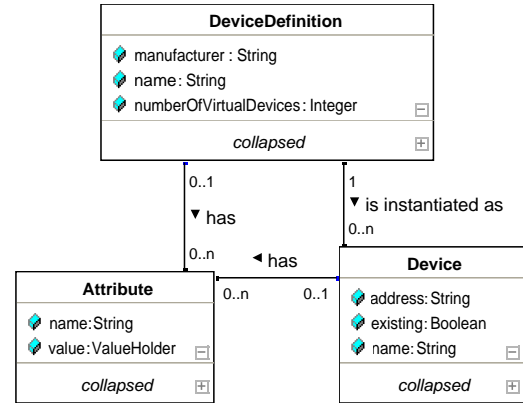 DeviceDefinition
manufacturer : String
name: String
numberOfVirtualDevices: Integer
collapsed
0..1
1
has
is instantiated as
0..n
0..n
has
0..n
0..1
Attribute
name:String
value:ValueHolder
collapsed
Device
address:String
existing:Boolean
name:String
collapsed